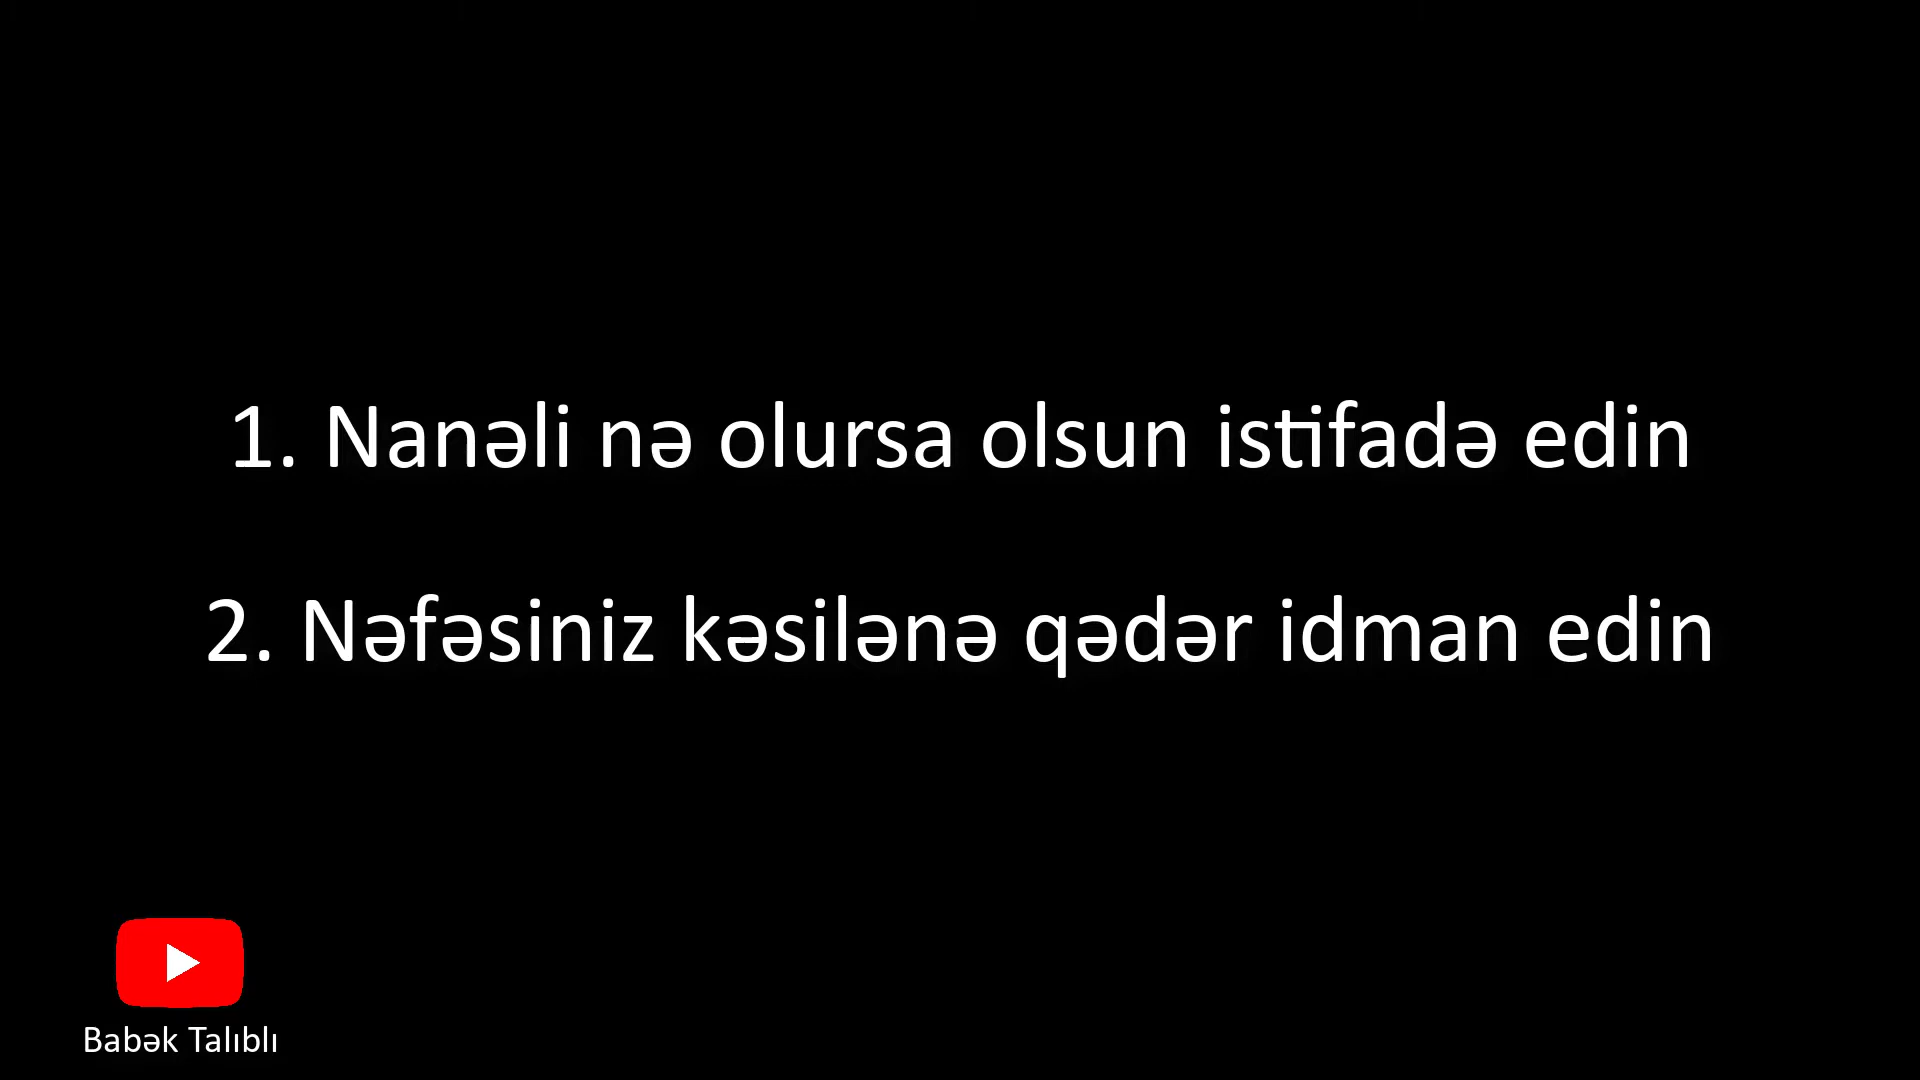 1. Nanəli nə olursa olsun istifadə edin
2. Nəfəsiniz kəsilənə qədər idman edin
Babək Talıblı